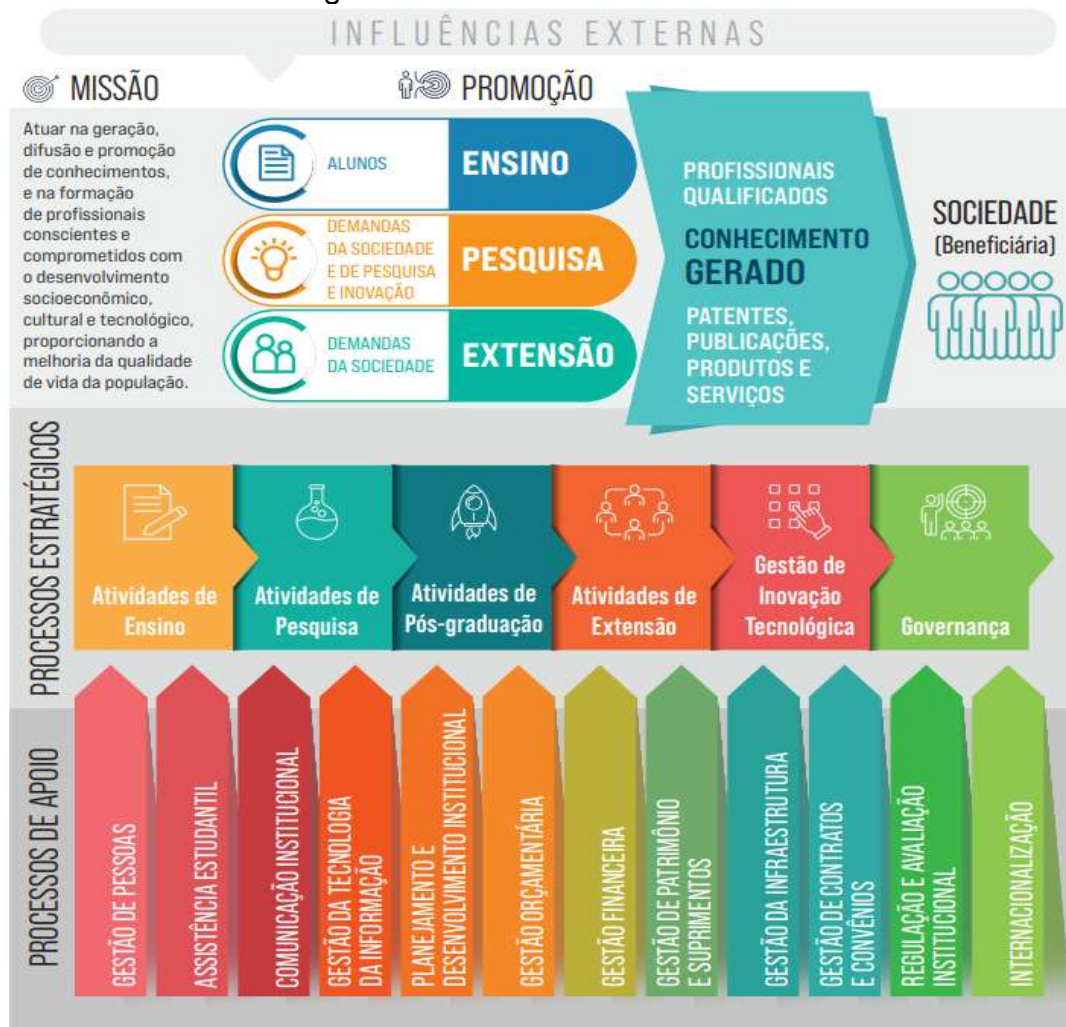 INFLUÊNCIAS EXTERNAS
MISSÃO
Atuar na geração,
difusão e promoção
de conhecimentos,
e na formação
de profissionais
conscientes e
comprometidos com
o desenvolvimento
socioeconômico,
cultural e tecnológico,
proporcionando a
melhoria da qualidade
de vida da população.
PROMOÇÃO
ALUNOS
ENSINO
DEMANDAS
DA SOCIEDADE
E DE PESQUISA
E INOVAÇÃO
PESQUISA
DEMANDAS
DA SOCIEDADE
EXTENSÃO
PROFISSIONAIS
QUALIFICADOS
CONHECIMENTO
GERADO
PATENTES,
PUBLICAÇÕES,
PRODUTOS E
SERVIÇOS
SOCIEDADE
(Beneficiária)
PROCESSOS ESTRATÉGICOS
Atividades de
Ensino
Atividades de
Pesquisa
Atividades de
Pós-graduação
Atividades de
Extensão
Gestão de
Inovação
Tecnológica
Governança
PROCESSOS DE APOIO
GESTÃO DE PESSOAS
ASSISTÊNCIA ESTUDANTIL
COMUNICAÇÃO INSTITUCIONAL
GESTÃO DA TECNOLOGIA
DA INFORMAÇÃO
PLANEJAMENTO E
DESENVOLVIMENTO INSTITUCIONAL
GESTÃO ORÇAMENTÁRIA
GESTÃO FINANCEIRA
GESTÃO DE PATRIMÔNIO
E SUPRIMENTOS
GESTÃO DA INFRAESTRUTURA
GESTÃO DE CONTRATOS
E CONVÊNIOS
REGULAÇÃO E AVALIAÇÃO
INSTITUCIONAL
INTERNACIONALIZAÇÃO